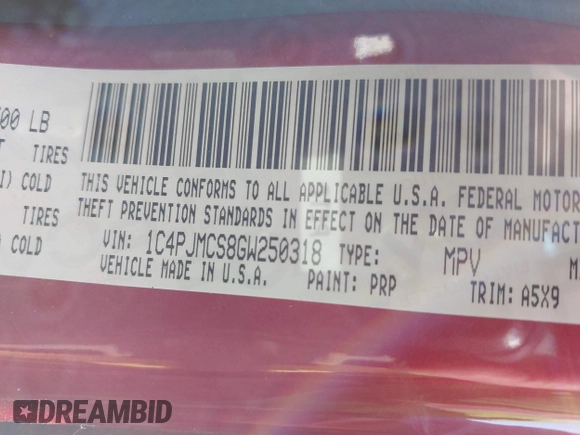 00 LB
TIRES
COLD
TIRES
COLD
THIS VEHICLE CONFORMS TO ALL APPLICABLE U.S.A. FEDERAL MOTOR
THEFT PREVENTION STANDARDS IN EFFECT ON THE DATE OF MANUFACT
VIN: 1C4PJMCS8GW250318 TYPE: MPV M
VEHICLE MADE IN U.S.A. PAINT: PRP TRIM: A5X9
DREAMBID